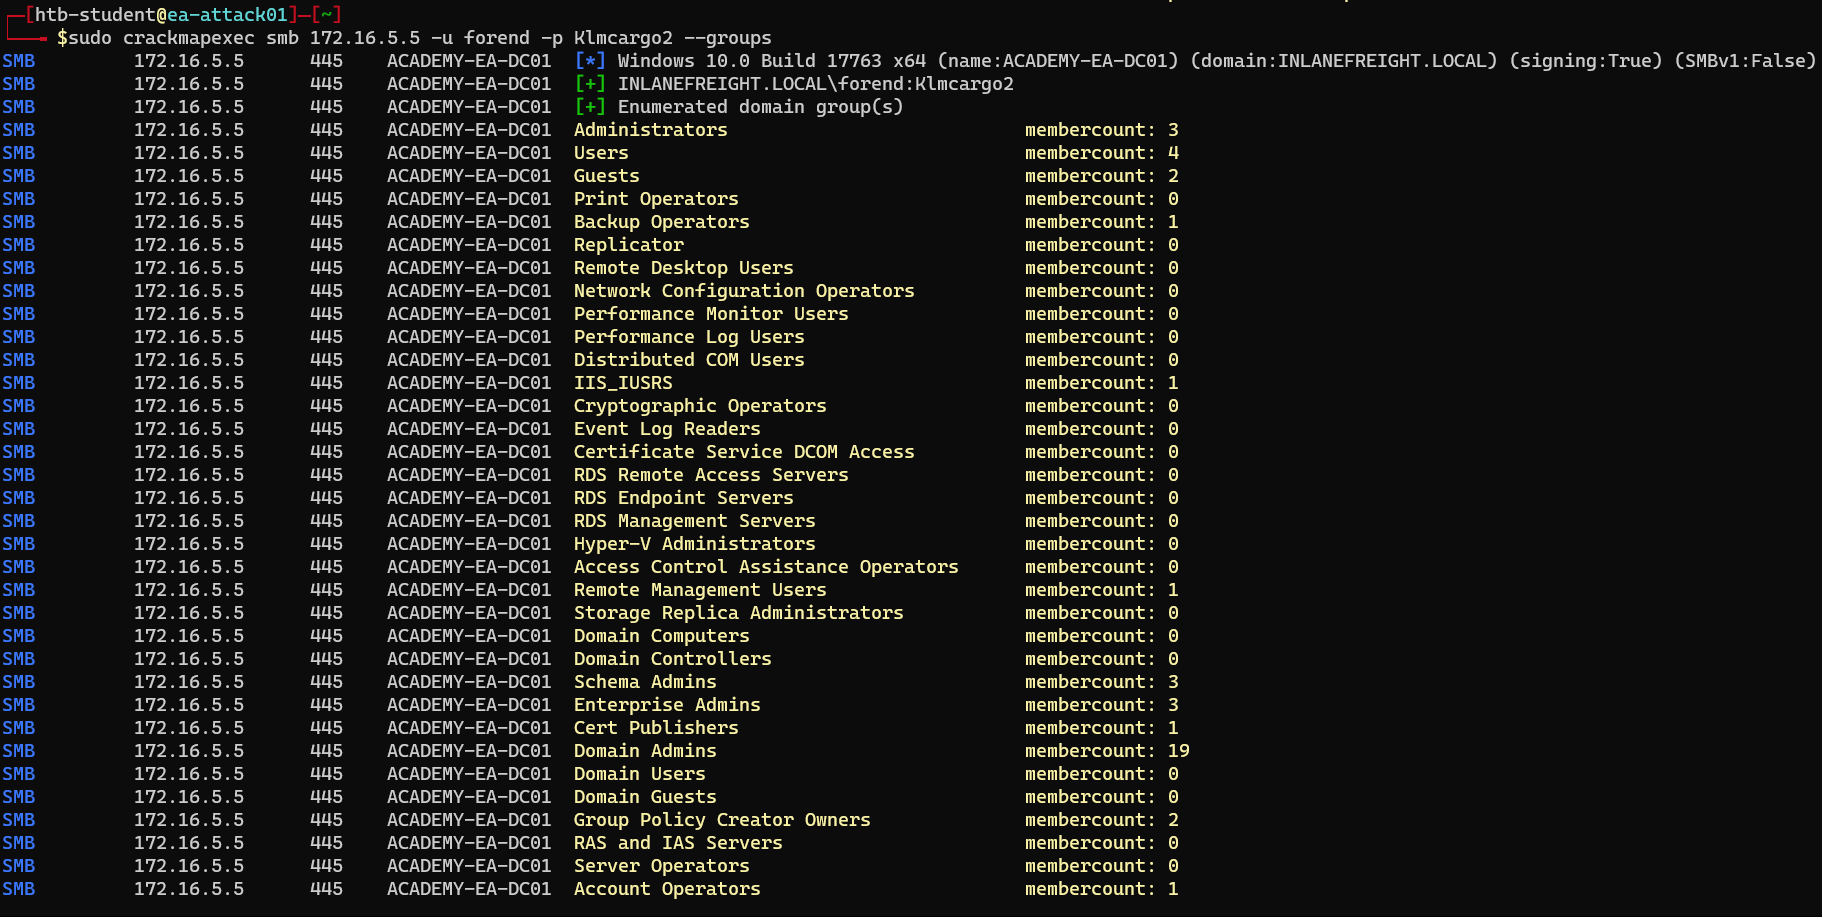 [htb-student@ea-attack01]-[~]
$sudo crackmapexec smb 172.16.5.5 -u forend -p Klmcargo2 --groups
SMB 172.16.5.5 445 ACADEMY-EA-DC01 [*] Windows 10.0 Build 17763 x64 (name:ACADEMY-EA-DC01) (domain:INLANEFREIGHT.LOCAL) (signing:True) (SMBv1:False)
SMB 172.16.5.5 445 ACADEMY-EA-DC01 [+] INLANEFREIGHT.LOCAL\forend:Klmcargo2
SMB 172.16.5.5 445 ACADEMY-EA-DC01 [+] Enumerated domain group(s)
SMB 172.16.5.5 445 ACADEMY-EA-DC01 Administrators membercount: 3
SMB 172.16.5.5 445 ACADEMY-EA-DC01 Users membercount: 4
SMB 172.16.5.5 445 ACADEMY-EA-DC01 Guests membercount: 2
SMB 172.16.5.5 445 ACADEMY-EA-DC01 Print Operators membercount: 0
SMB 172.16.5.5 445 ACADEMY-EA-DC01 Backup Operators membercount: 1
SMB 172.16.5.5 445 ACADEMY-EA-DC01 Replicator membercount: 0
SMB 172.16.5.5 445 ACADEMY-EA-DC01 Remote Desktop Users membercount: 0
SMB 172.16.5.5 445 ACADEMY-EA-DC01 Network Configuration Operators membercount: 0
SMB 172.16.5.5 445 ACADEMY-EA-DC01 Performance Monitor Users membercount: 0
SMB 172.16.5.5 445 ACADEMY-EA-DC01 Performance Log Users membercount: 0
SMB 172.16.5.5 445 ACADEMY-EA-DC01 Distributed COM Users membercount: 0
SMB 172.16.5.5 445 ACADEMY-EA-DC01 IIS_IUSRS membercount: 1
SMB 172.16.5.5 445 ACADEMY-EA-DC01 Cryptographic Operators membercount: 0
SMB 172.16.5.5 445 ACADEMY-EA-DC01 Event Log Readers membercount: 0
SMB 172.16.5.5 445 ACADEMY-EA-DC01 Certificate Service DCOM Access membercount: 0
SMB 172.16.5.5 445 ACADEMY-EA-DC01 RDS Remote Access Servers membercount: 0
SMB 172.16.5.5 445 ACADEMY-EA-DC01 RDS Endpoint Servers membercount: 0
SMB 172.16.5.5 445 ACADEMY-EA-DC01 RDS Management Servers membercount: 0
SMB 172.16.5.5 445 ACADEMY-EA-DC01 Hyper-V Administrators membercount: 0
SMB 172.16.5.5 445 ACADEMY-EA-DC01 Access Control Assistance Operators membercount: 0
SMB 172.16.5.5 445 ACADEMY-EA-DC01 Remote Management Users membercount: 1
SMB 172.16.5.5 445 ACADEMY-EA-DC01 Storage Replica Administrators membercount: 0
SMB 172.16.5.5 445 ACADEMY-EA-DC01 Domain Computers membercount: 0
SMB 172.16.5.5 445 ACADEMY-EA-DC01 Domain Controllers membercount: 0
SMB 172.16.5.5 445 ACADEMY-EA-DC01 Schema Admins membercount: 3
SMB 172.16.5.5 445 ACADEMY-EA-DC01 Enterprise Admins membercount: 3
SMB 172.16.5.5 445 ACADEMY-EA-DC01 Cert Publishers membercount: 1
SMB 172.16.5.5 445 ACADEMY-EA-DC01 Domain Admins membercount: 19
SMB 172.16.5.5 445 ACADEMY-EA-DC01 Domain Users membercount: 0
SMB 172.16.5.5 445 ACADEMY-EA-DC01 Domain Guests membercount: 0
SMB 172.16.5.5 445 ACADEMY-EA-DC01 Group Policy Creator Owners membercount: 2
SMB 172.16.5.5 445 ACADEMY-EA-DC01 RAS and IAS Servers membercount: 0
SMB 172.16.5.5 445 ACADEMY-EA-DC01 Server Operators membercount: 0
SMB 172.16.5.5 445 ACADEMY-EA-DC01 Account Operators membercount: 1